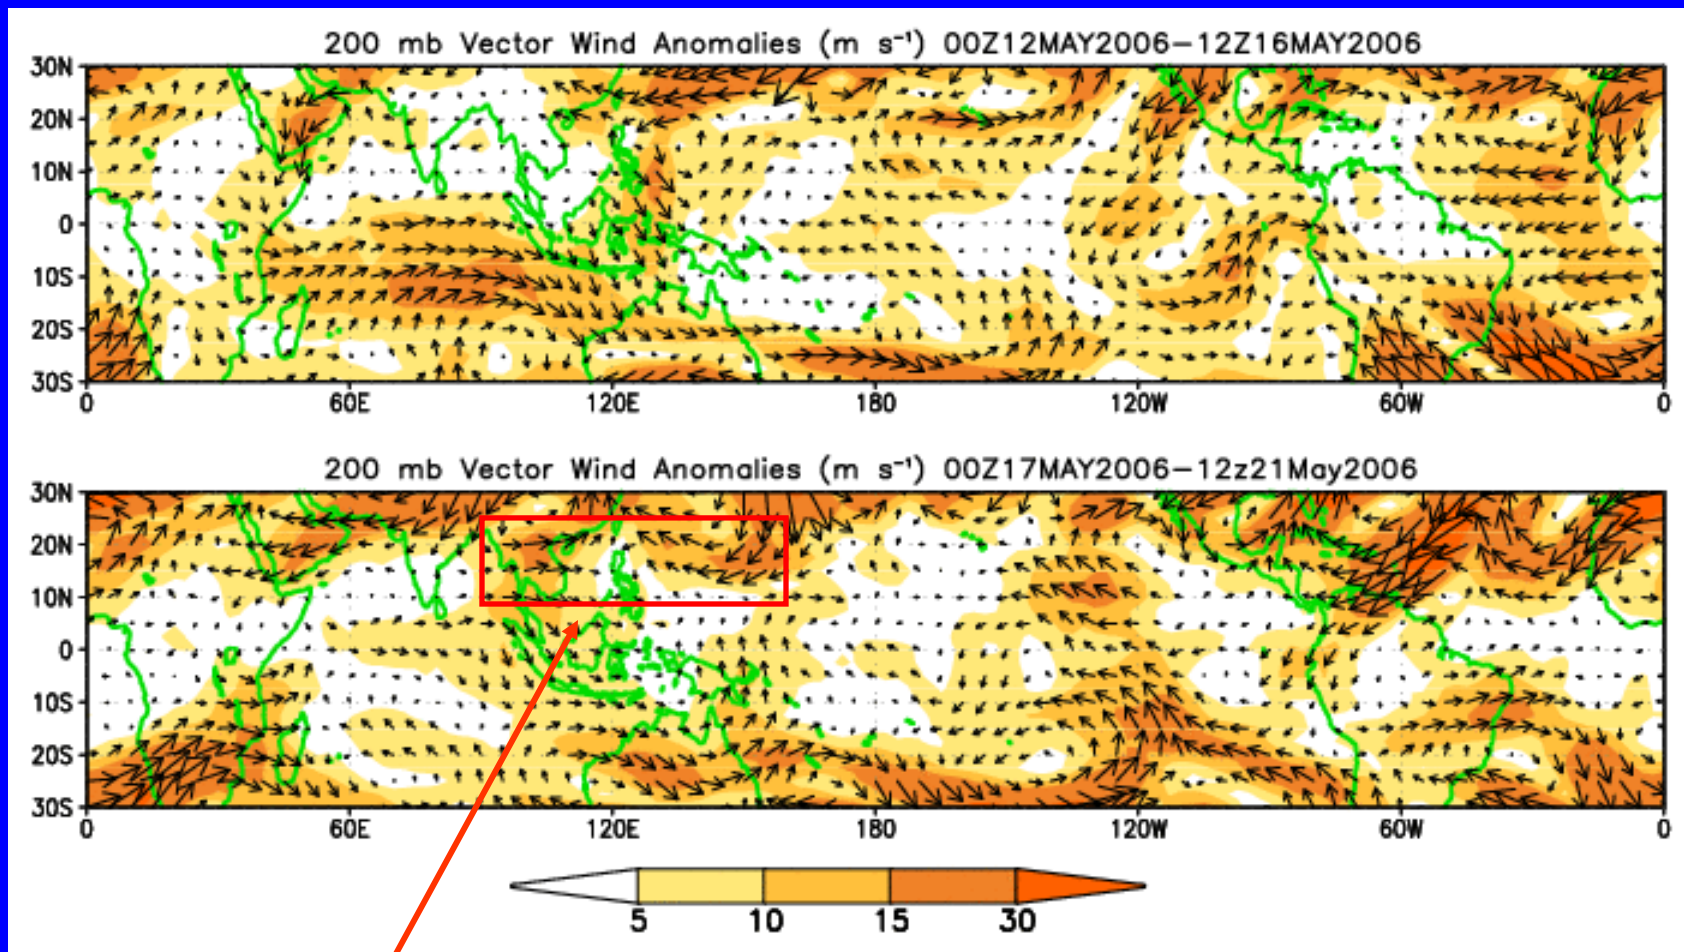 200 mb Vector Wind Anomalies (m s⁻¹) 00Z12MAY2006−12Z16MAY2006
30N
20N
10N
0
10S
20S
30S
0 60E 120E 180 120W 60W 0
200 mb Vector Wind Anomalies (m s⁻¹) 00Z17MAY2006−12z21May2006
30N
20N
10N
0
10S
20S
30S
0 60E 120E 180 120W 60W 0
5 10 15 30